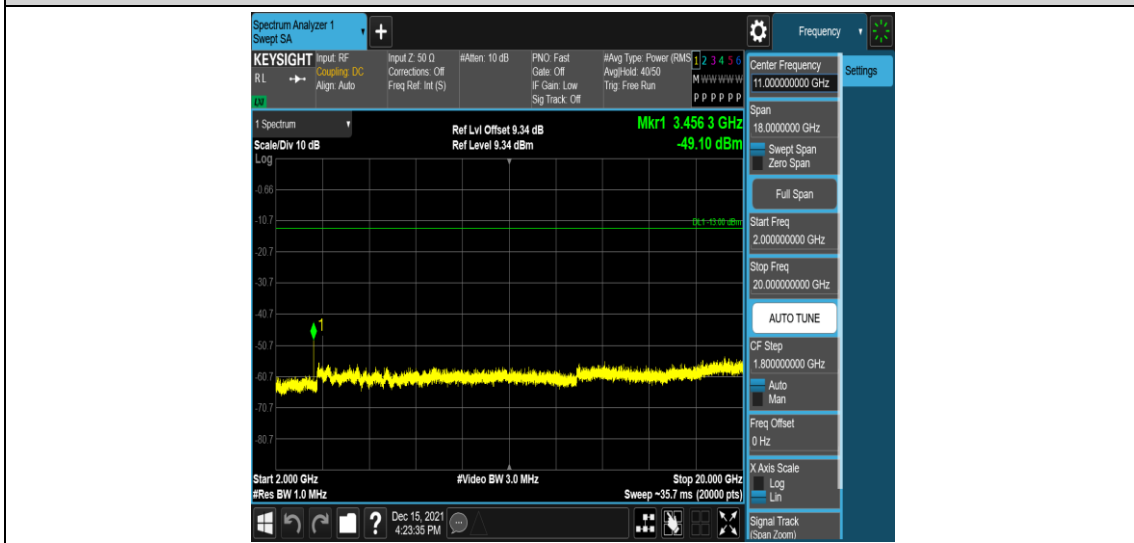 Spectrum Analyzer 1
Swept SA
+
Frequency
KEYSIGHT
RL
Input: RF
Coupling: DC
Align: Auto
Input Z: 50 Ω
Corrections: Off
Freq Ref: Int (S)
#Atten: 10 dB
PNO: Fast
Gate: Off
IF Gain: Low
Sig Track: Off
#Avg Type: Power (RMS
Avg|Hold: 40/50
Trig: Free Run
1 2 3 4 5 6
M W W W W W
P P P P P P
1 Spectrum
Scale/Div 10 dB
Ref Lvl Offset 9.34 dB
Ref Level 9.34 dBm
Mkr1 3.456 3 GHz
-49.10 dBm
Log
-0.66
-10.7
-20.7
-30.7
-40.7
-50.7
-60.7
-70.7
-80.7
DL1 -13.00 dBm
1
Start 2.000 GHz
#Res BW 1.0 MHz
#Video BW 3.0 MHz
Stop 20.000 GHz
Sweep ~35.7 ms (20000 pts)
?
Dec 15, 2021
4:23:35 PM
Center Frequency
11.000000000 GHz
Settings
Span
18.0000000 GHz
Swept Span
Zero Span
Full Span
Start Freq
2.000000000 GHz
Stop Freq
20.000000000 GHz
AUTO TUNE
CF Step
1.800000000 GHz
Auto
Man
Freq Offset
0 Hz
X Axis Scale
Log
Lin
Signal Track
(Span Zoom)